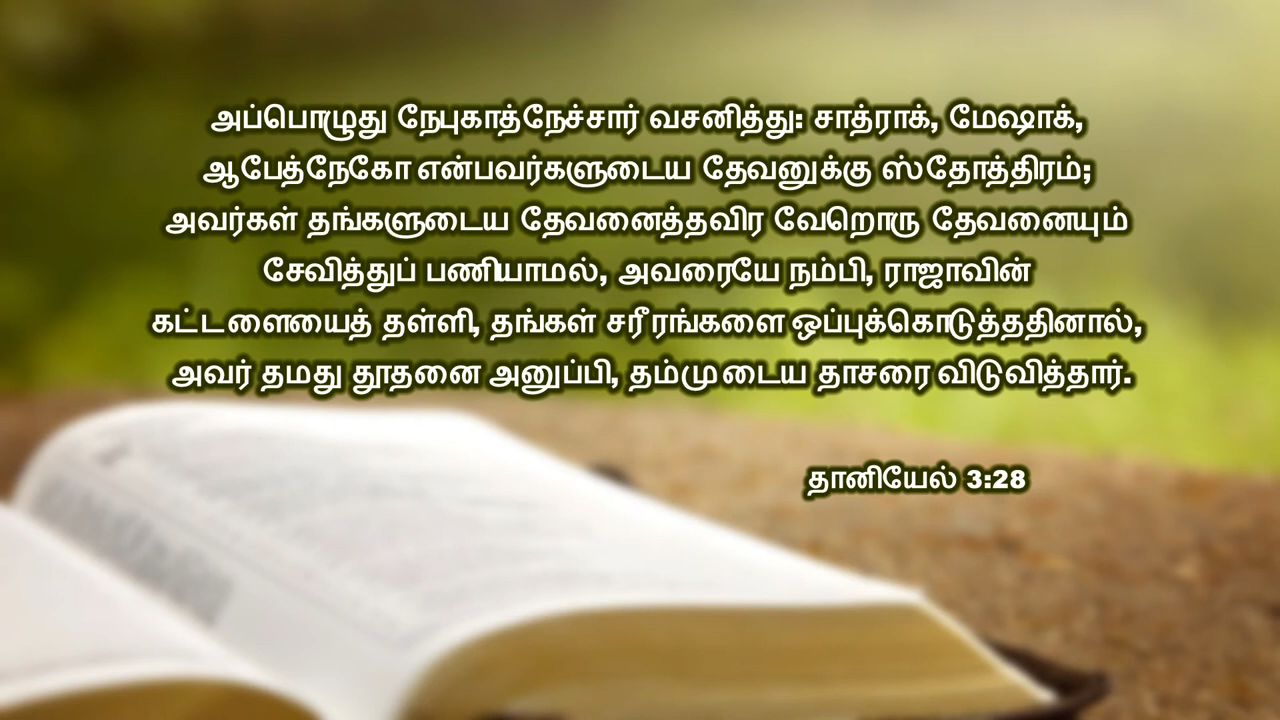 அப்பொழுது நேபுகாத்நேச்சார் வசனித்து: சாத்ராக், மேஷாக்,
ஆபேத்நேகோ என்பவர்களுடைய தேவனுக்கு ஸ்தோத்திரம்;
அவர்கள் தங்களுடைய தேவனைத்தவிர வேறொரு தேவனையும்
சேவித்துப் பணியாமல், அவரையே நம்பி, ராஜாவின்
கட்டளையைத் தள்ளி, தங்கள் சரீரங்களை ஒப்புக்கொடுத்ததினால்,
அவர் தமது தூதனை அனுப்பி, தம்முடைய தாசரை விடுவித்தார்.
தானியேல் 3:28